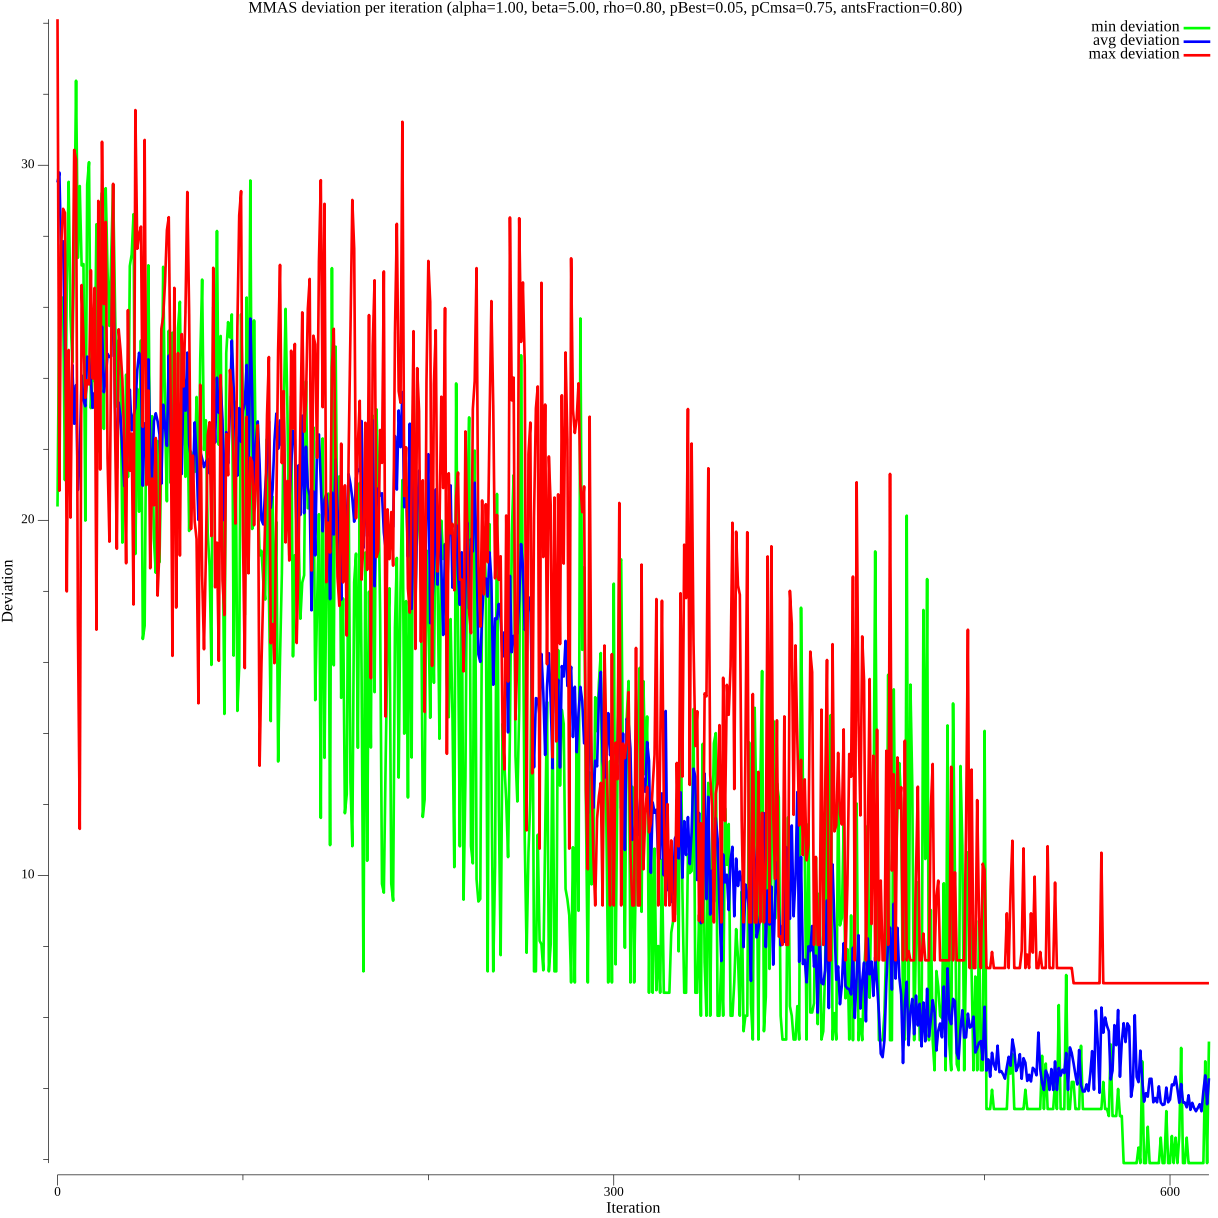 MMAS deviation per iteration (alpha=1.00, beta=5.00, rho=0.80, pBest=0.05, pCmsa=0.75, antsFraction=0.80)
min deviation
avg deviation
max deviation
30
20
10
Deviation
0
300
600
Iteration